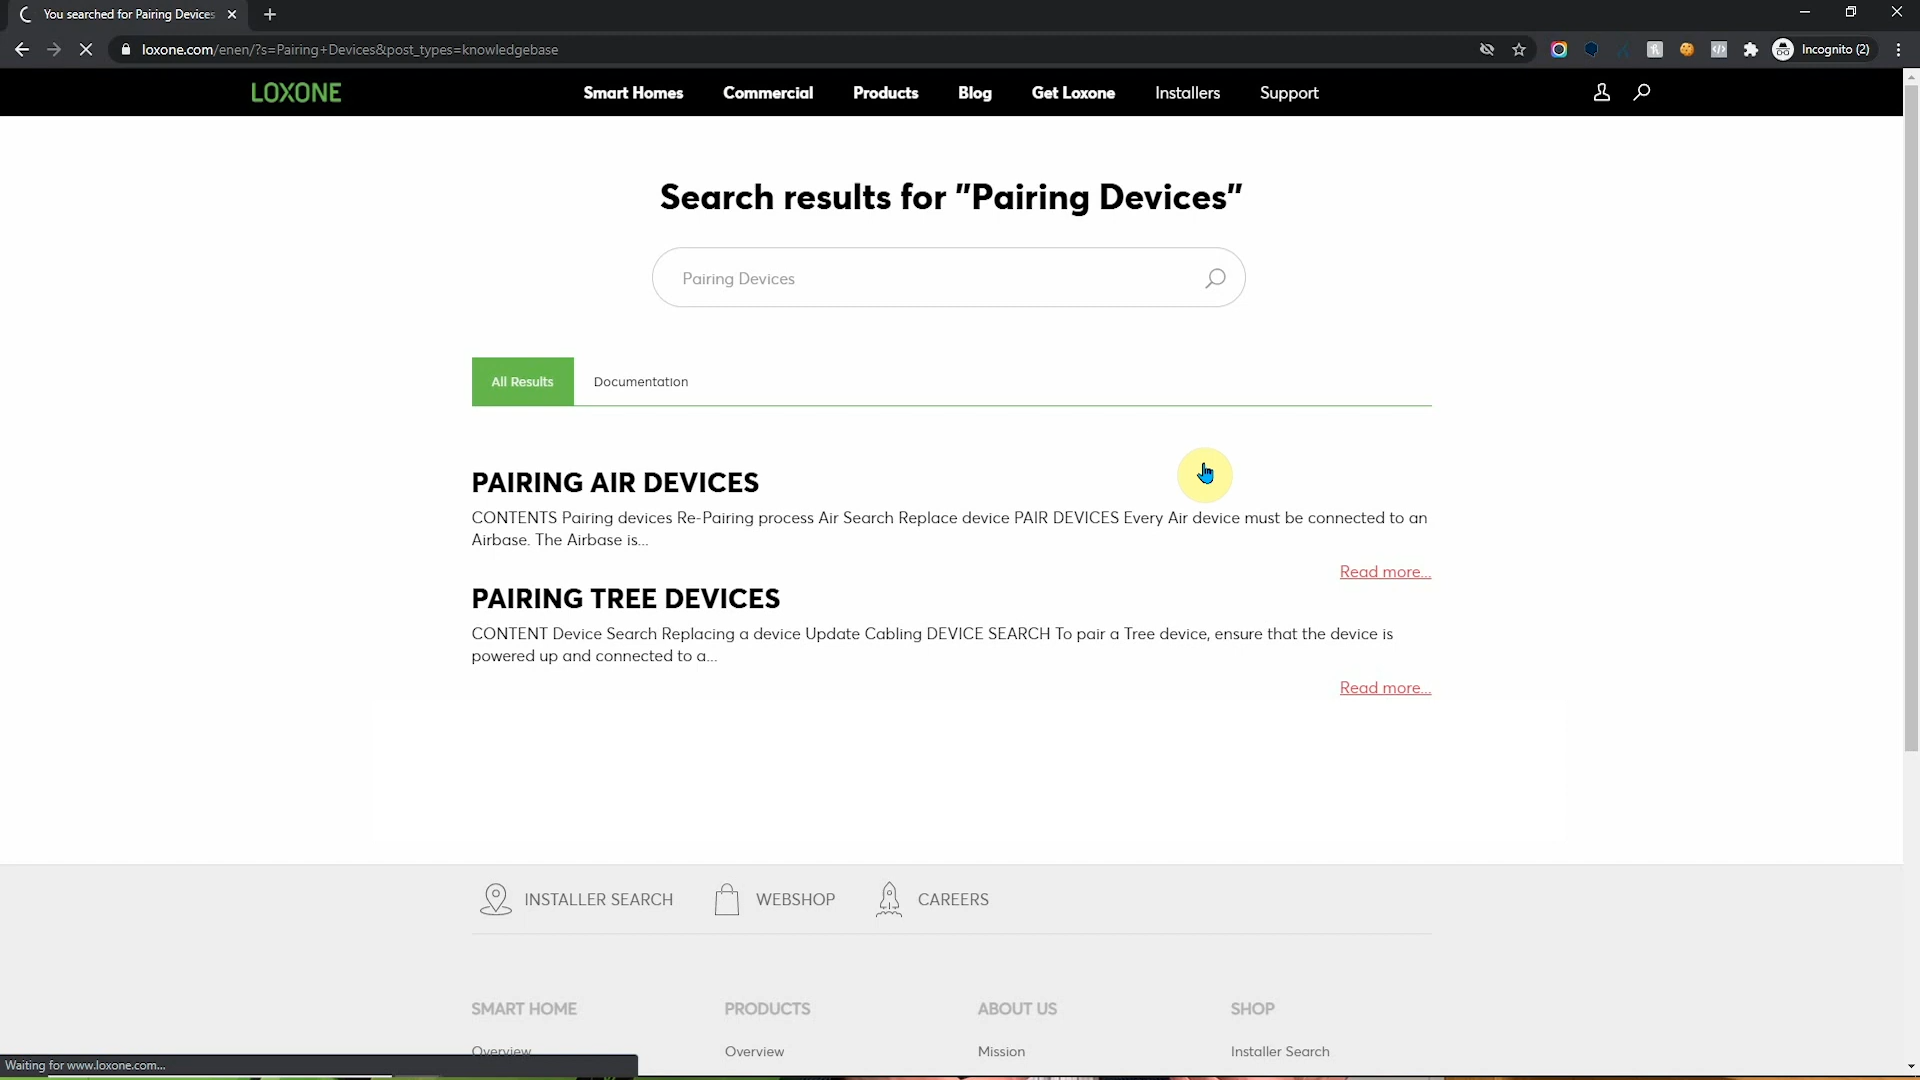 You searched for Pairing Devices
loxone.com/enen/?s=Pairing+Devices&post_types=knowledgebase
Incognito (2)
LOXONE
Smart Homes
Commercial
Products
Blog
Get Loxone
Installers
Support
Search results for "Pairing Devices"
Pairing Devices
All Results
Documentation
PAIRING AIR DEVICES
CONTENTS Pairing devices Re-Pairing process Air Search Replace device PAIR DEVICES Every Air device must be connected to an
Airbase. The Airbase is...
Read more...
PAIRING TREE DEVICES
CONTENT Device Search Replacing a device Update Cabling DEVICE SEARCH To pair a Tree device, ensure that the device is
powered up and connected to a...
Read more...
INSTALLER SEARCH
WEBSHOP
CAREERS
SMART HOME
PRODUCTS
ABOUT US
SHOP
Overview
Overview
Mission
Installer Search
Waiting for www.loxone.com...